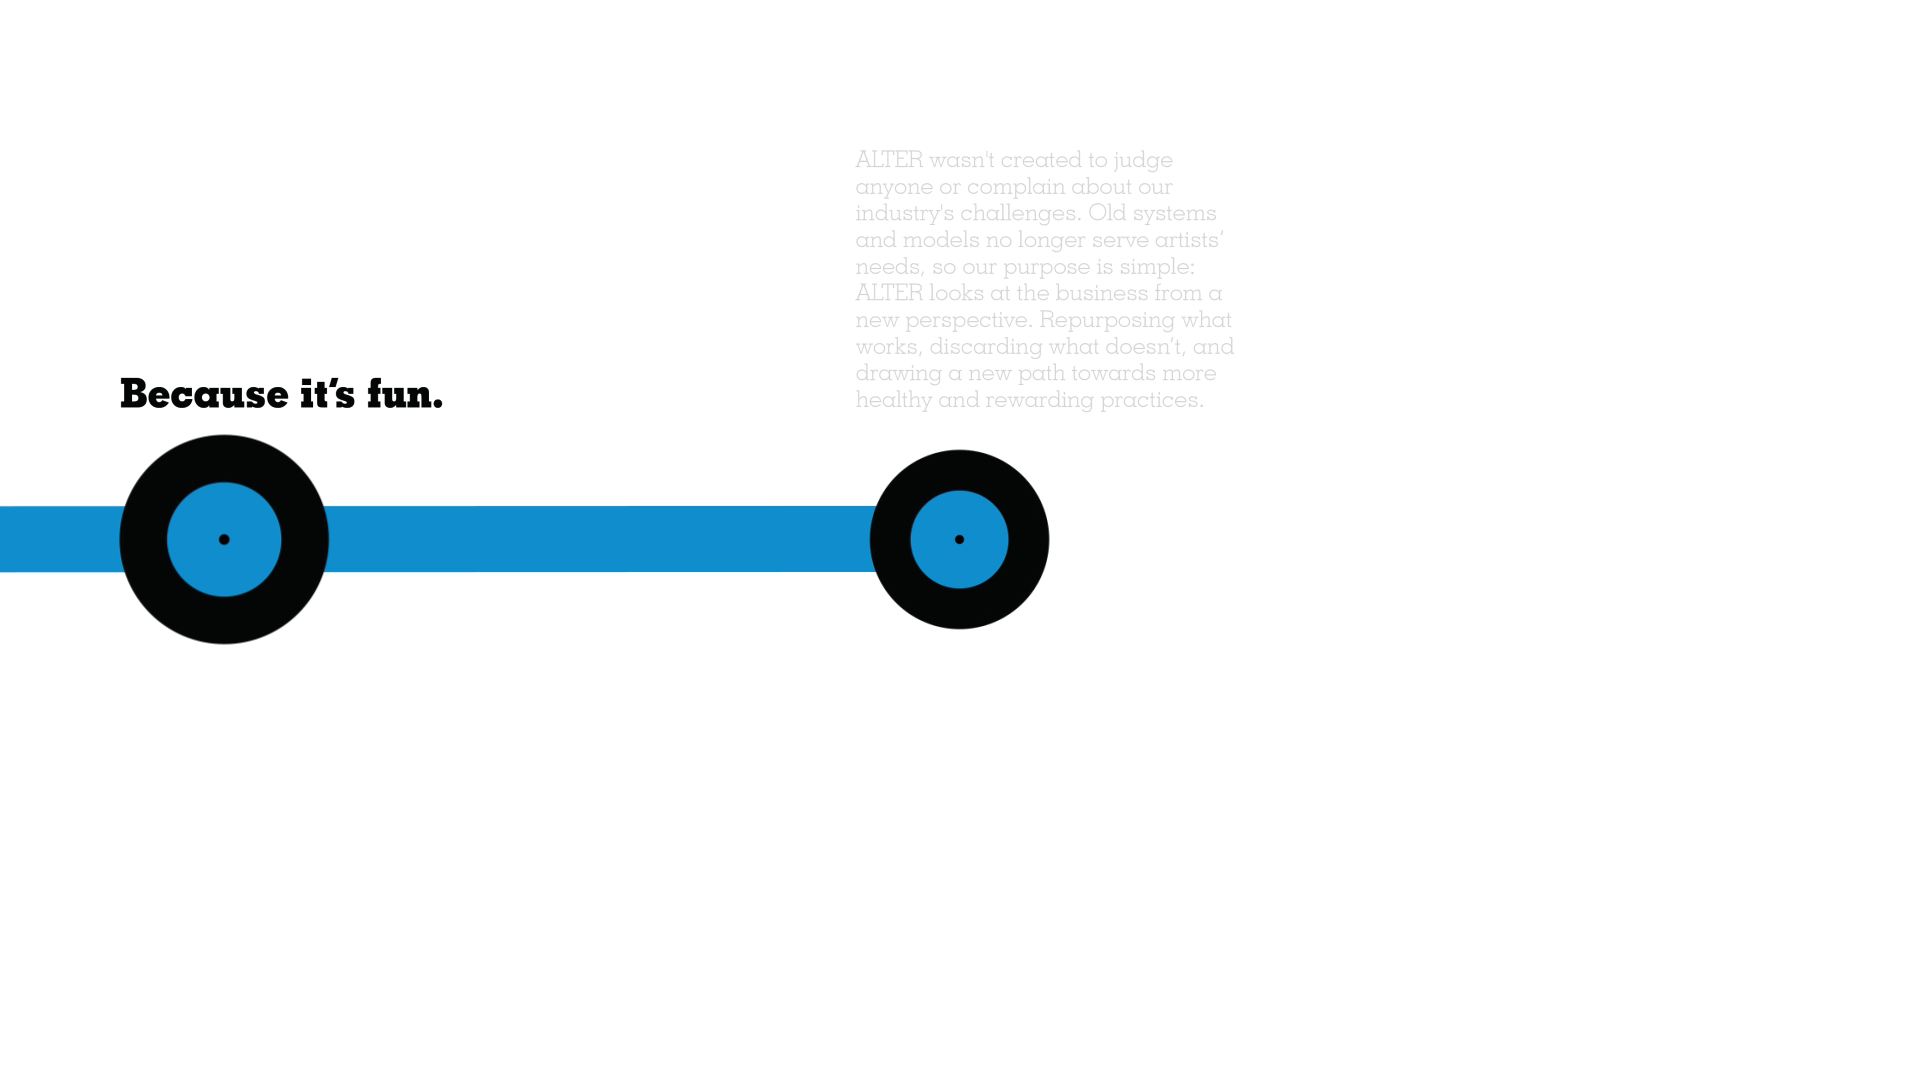 Because it’s fun.
ALTER wasn't created to judge
anyone or complain about our
industry's challenges. Old systems
and models no longer serve artists’
needs, so our purpose is simple:
ALTER looks at the business from a
new perspective. Repurposing what
works, discarding what doesn’t, and
drawing a new path towards more
healthy and rewarding practices.